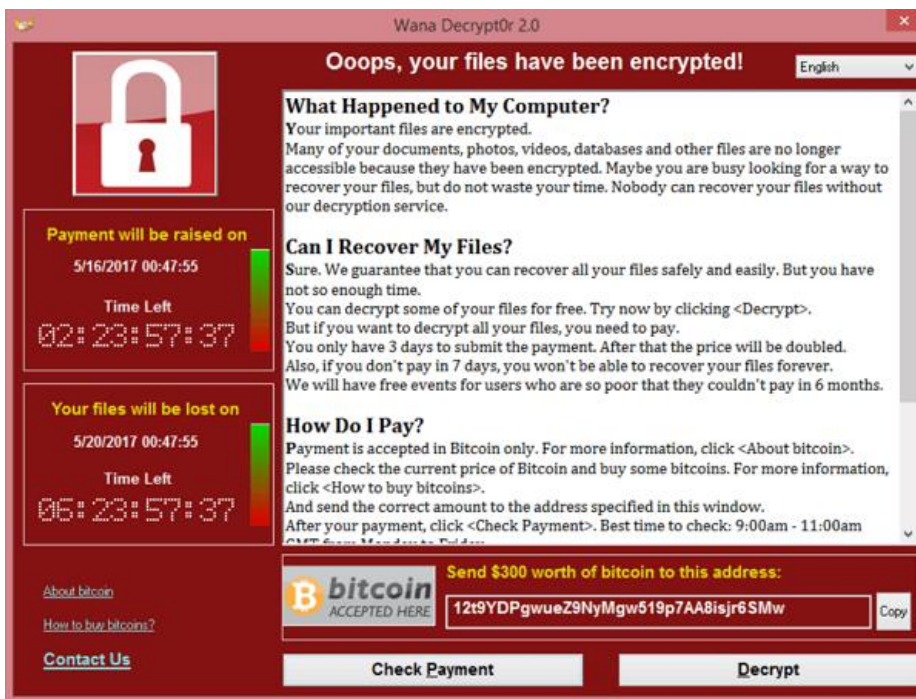 Wana Decrypt0r 2.0
Ooops, your files have been encrypted!
English
What Happened to My Computer?
Your important files are encrypted.
Many of your documents, photos, videos, databases and other files are no longer
accessible because they have been encrypted. Maybe you are busy looking for a way to
recover your files, but do not waste your time. Nobody can recover your files without
our decryption service.
Can I Recover My Files?
Sure. We guarantee that you can recover all your files safely and easily. But you have
not so enough time.
You can decrypt some of your files for free. Try now by clicking <Decrypt>.
But if you want to decrypt all your files, you need to pay.
You only have 3 days to submit the payment. After that the price will be doubled.
Also, if you don't pay in 7 days, you won't be able to recover your files forever.
We will have free events for users who are so poor that they couldn't pay in 6 months.
How Do I Pay?
Payment is accepted in Bitcoin only. For more information, click <About bitcoin>.
Please check the current price of Bitcoin and buy some bitcoins. For more information,
click <How to buy bitcoins>.
And send the correct amount to the address specified in this window.
After your payment, click <Check Payment>. Best time to check: 9:00am - 11:00am
GMT from Monday to Friday
Payment will be raised on
5/16/2017 00:47:55
Time Left
02:23:57:37
Your files will be lost on
5/20/2017 00:47:55
Time Left
06:23:57:37
About bitcoin
How to buy bitcoins?
Contact Us
bitcoin
ACCEPTED HERE
Send $300 worth of bitcoin to this address:
12t9YDPgwueZ9NyMgw519p7AA8isjr6SMw
Copy
Check Payment
Decrypt